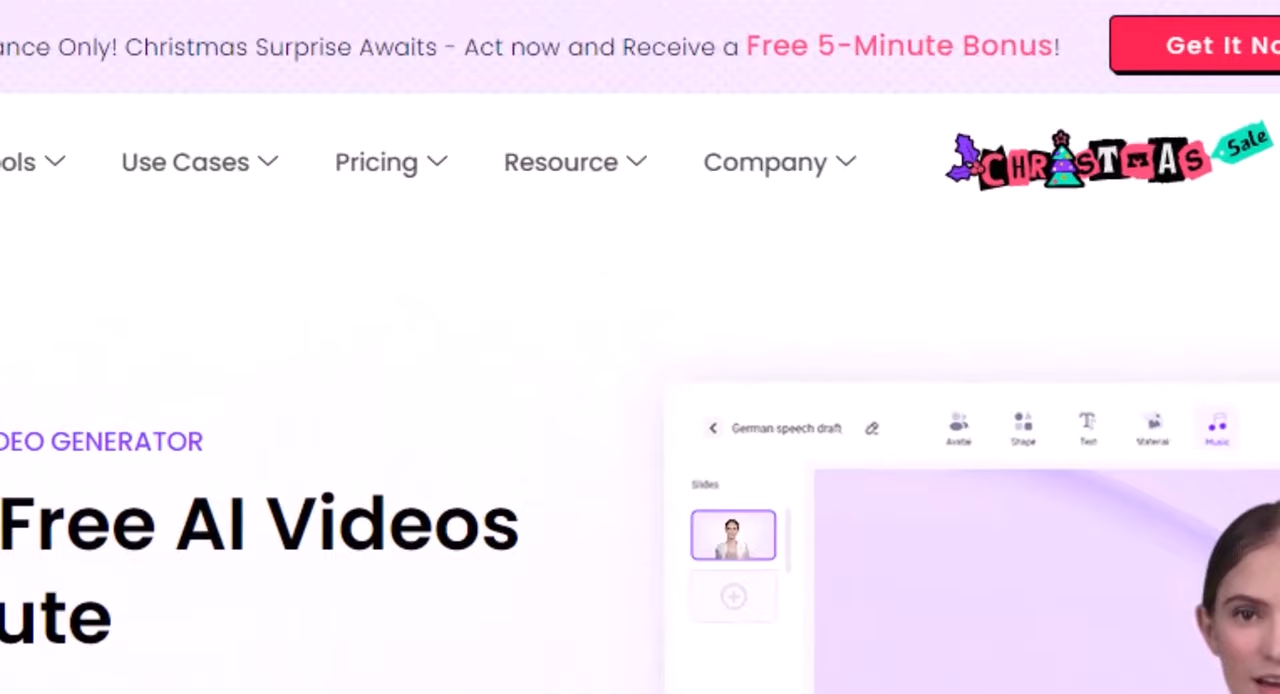 ance Only! Christmas Surprise Awaits - Act now and Receive a Free 5-Minute Bonus!
Get It No
ols
Use Cases
Pricing
Resource
Company
CHRISTMAS
Sale
German speech draft
Avatar
Shape
Text
Material
Music
Slides
DEO GENERATOR
Free AI Videos
ute